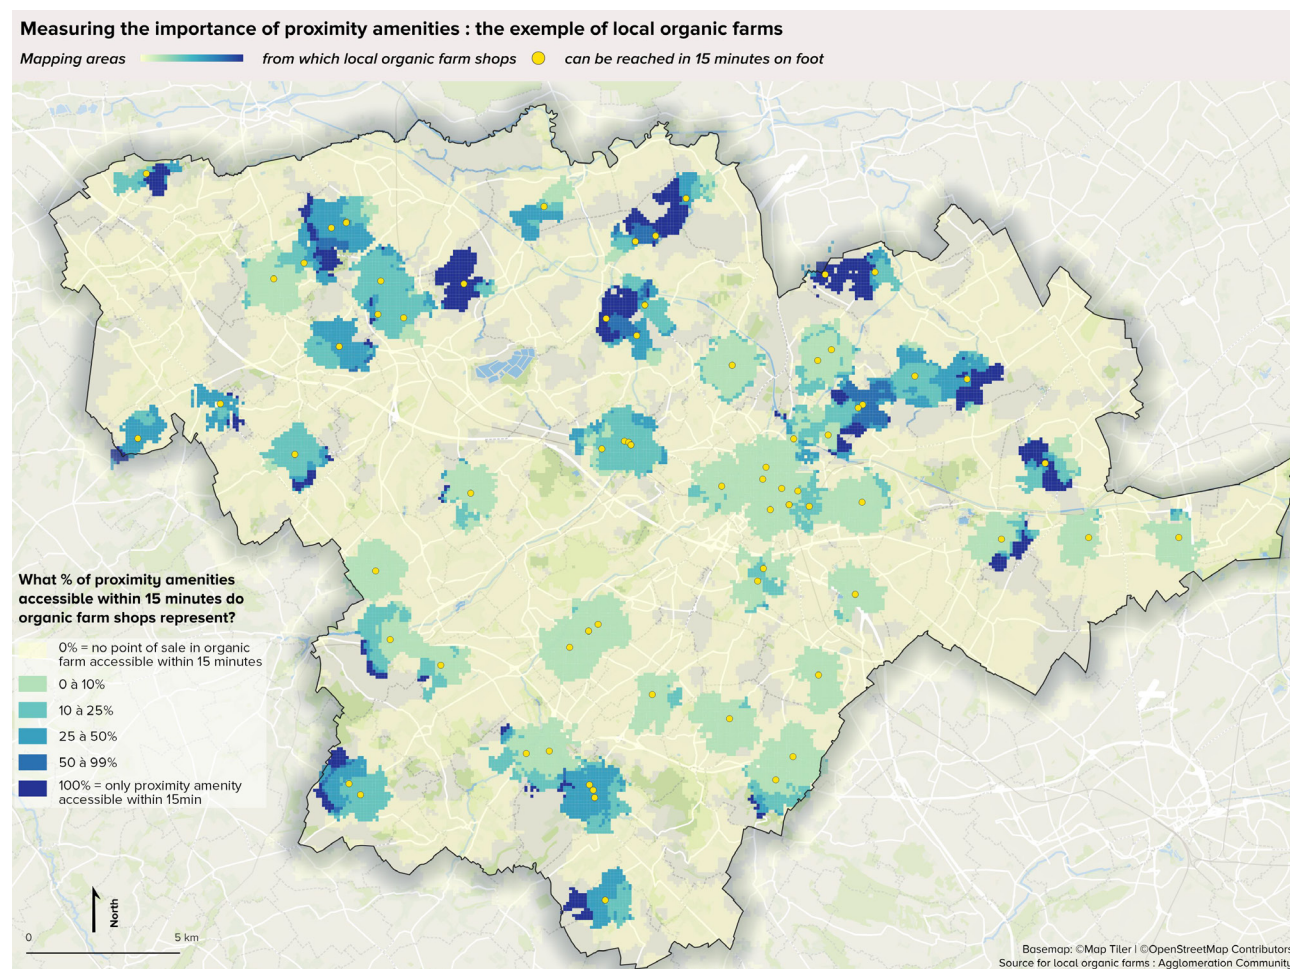 Measuring the importance of proximity amenities : the exemple of local organic farms
Mapping areas from which local organic farm shops can be reached in 15 minutes on foot
What % of proximity amenities
accessible within 15 minutes do
organic farm shops represent?
0% = no point of sale in organic
farm accessible within 15 minutes
0 à 10%
10 à 25%
25 à 50%
50 à 99%
100% = only proximity amenity
accessible within 15min
North
0 5 km
Basemap: ©Map Tiler | ©OpenStreetMap Contributors
Source for local organic farms : Agglomeration Community